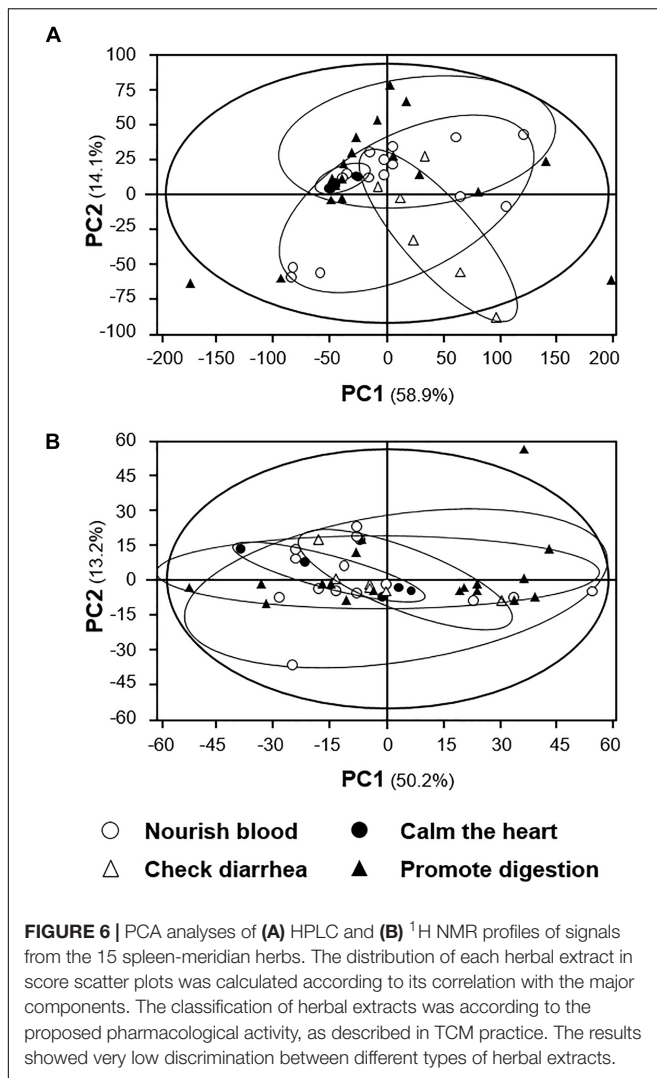 A
100
75
50
25
0
-25
-50
-75
-100
PC2 (14.1%)
-200 -150 -100 -50 0 50 100 150 200
PC1 (58.9%)
B
60
45
30
15
0
-15
-30
-45
-60
PC2 (13.2%)
-60 -45 -30 -15 0 15 30 45 60
PC1 (50.2%)
Nourish blood Calm the heart
Check diarrhea Promote digestion
FIGURE 6 | PCA analyses of (A) HPLC and (B) ¹H NMR profiles of signals
from the 15 spleen-meridian herbs. The distribution of each herbal extract in
score scatter plots was calculated according to its correlation with the major
components. The classification of herbal extracts was according to the
proposed pharmacological activity, as described in TCM practice. The results
showed very low discrimination between different types of herbal extracts.